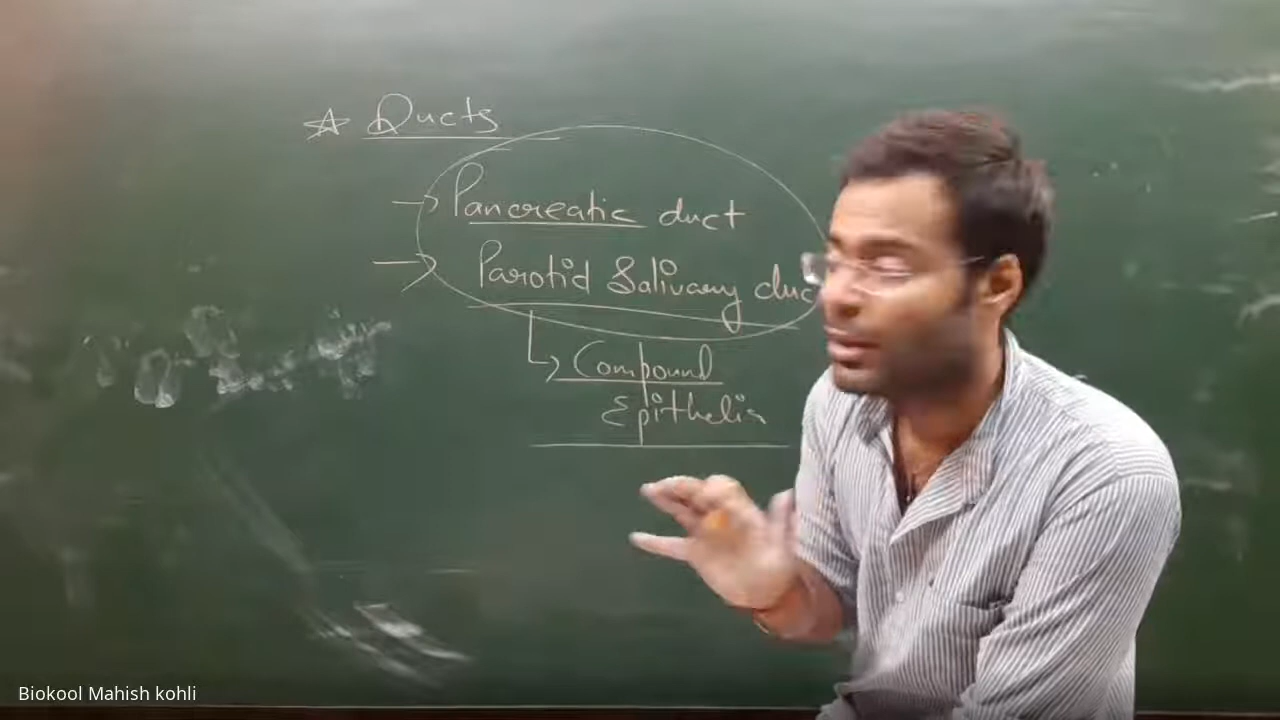 ☆ Ducts
→ Pancreatic duct
→ Parotid Salivary duc
↳ Compound
Epithelia
Biokool Mahish kohli